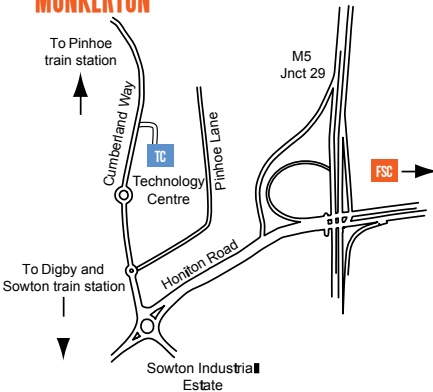 MONKERTON
To Pinhoe
train station
M5
Jnct 29
Cumberland Way
Pinhoe Lane
TC
Technology
Centre
FSC
Honiton Road
To Digby and
Sowton train station
Sowton Industrial
Estate